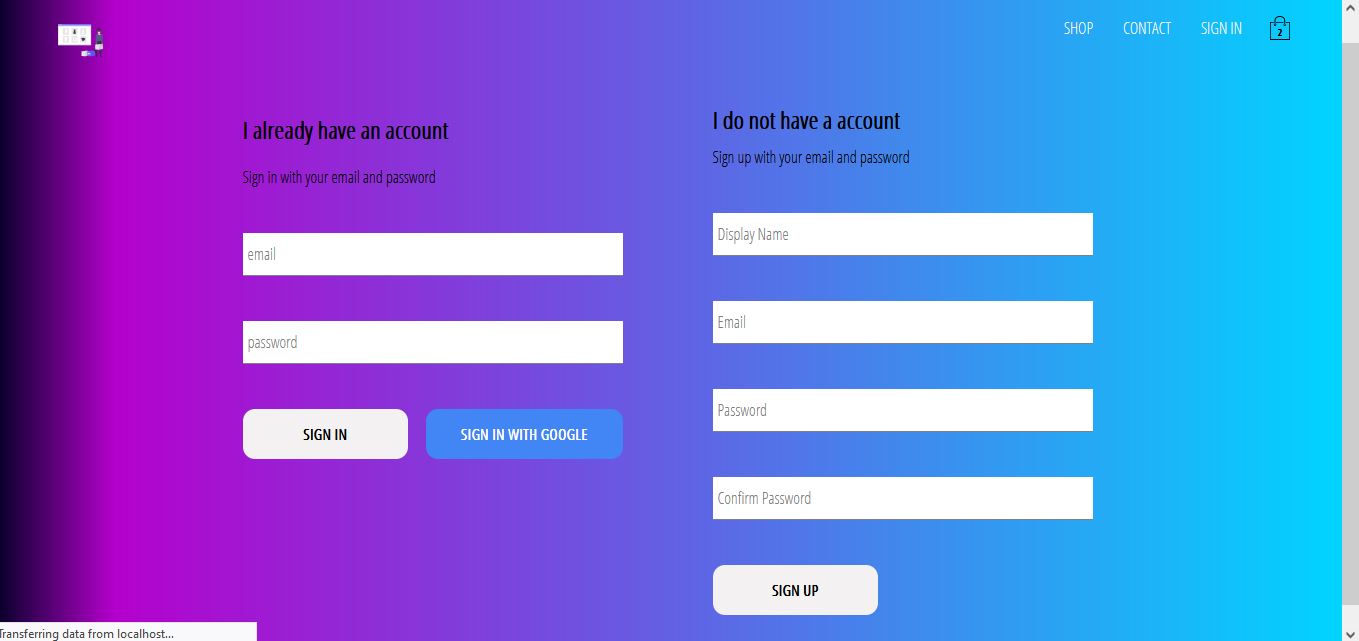 SHOP CONTACT SIGN IN 2
I already have an account
Sign in with your email and password
email
password
SIGN IN SIGN IN WITH GOOGLE
I do not have a account
Sign up with your email and password
Display Name
Email
Password
Confirm Password
SIGN UP
Transferring data from localhost...